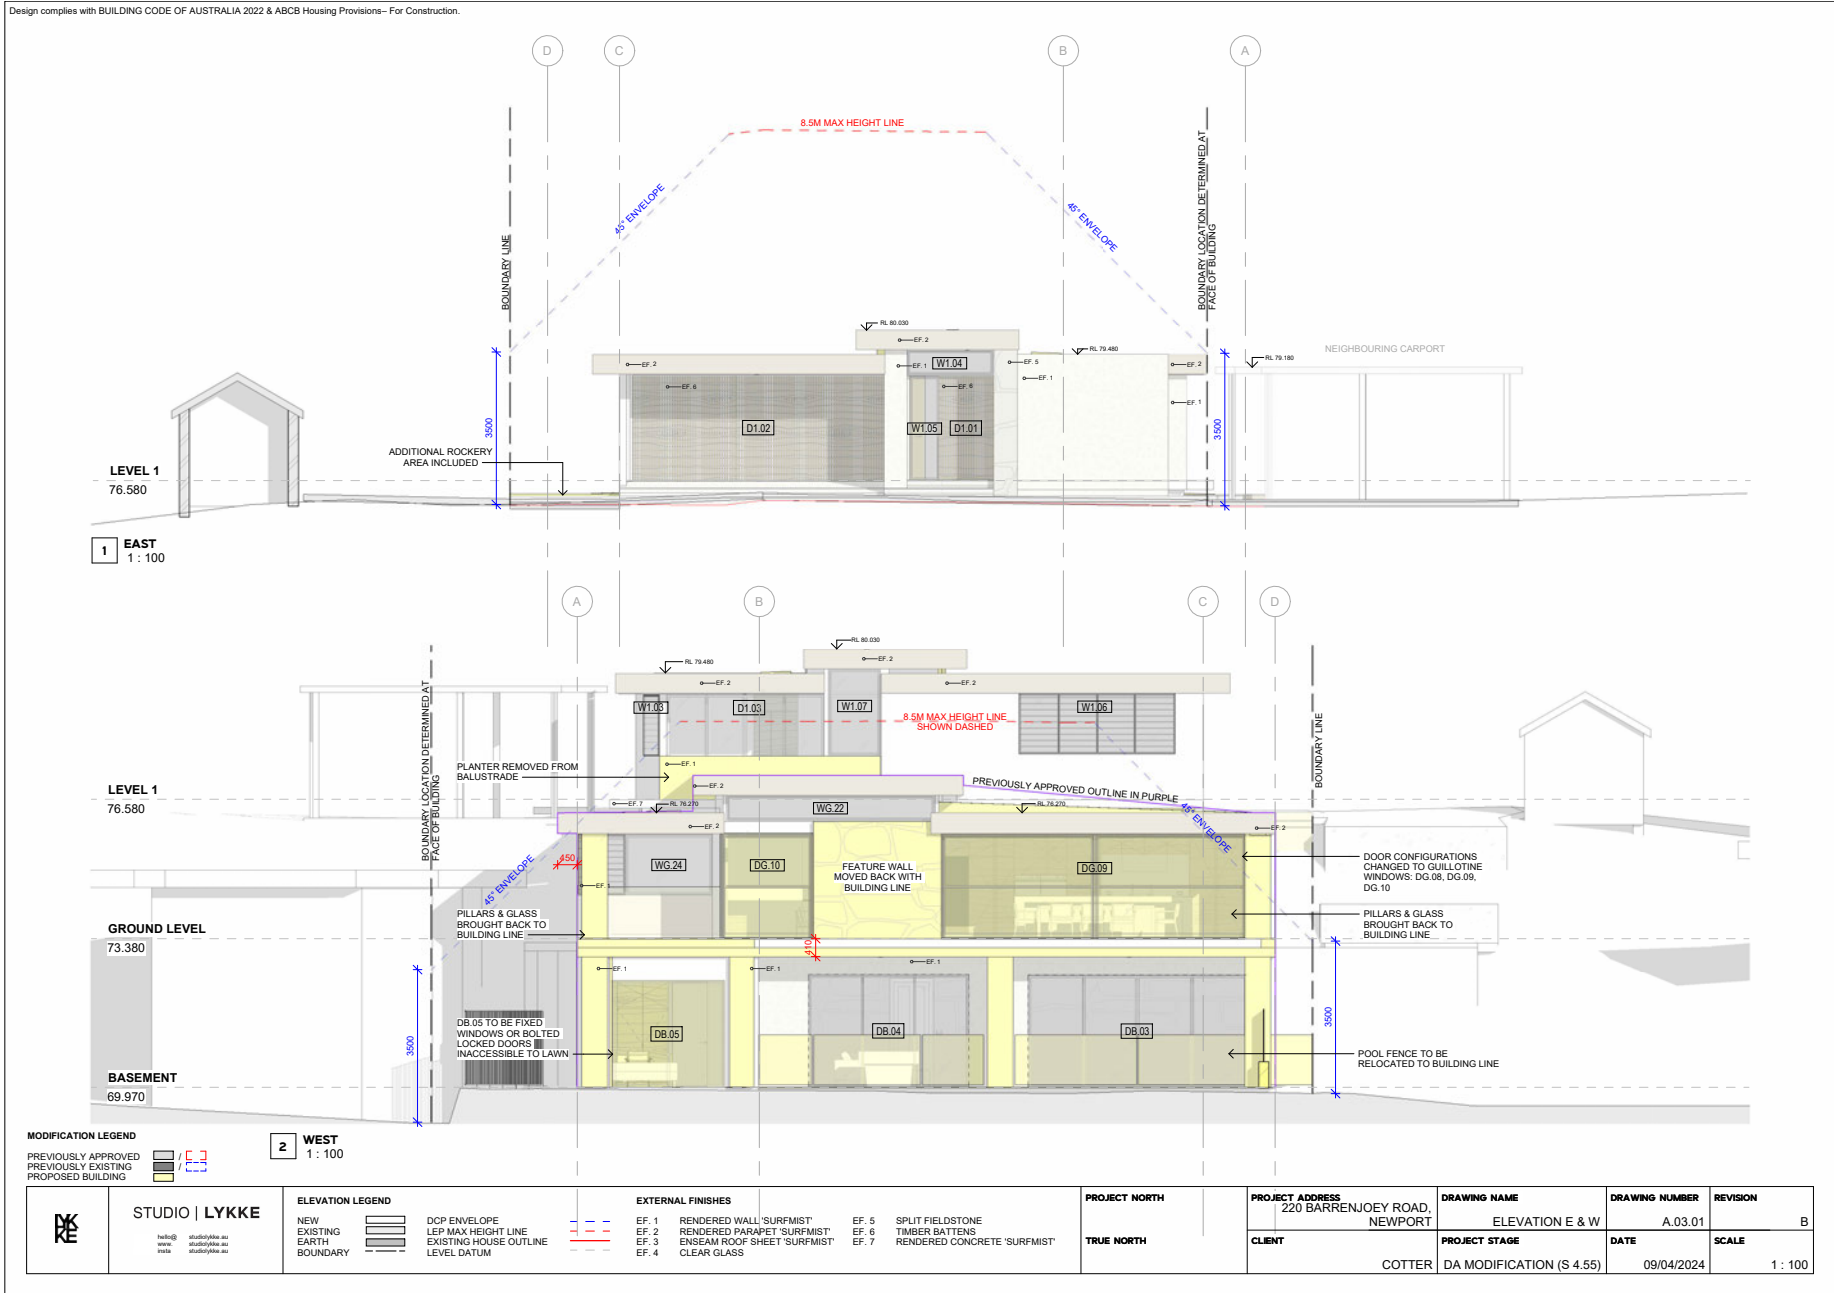 Design complies with BUILDING CODE OF AUSTRALIA 2022 & ABCB Housing Provisions– For Construction.
D
C
B
A
8.5M MAX HEIGHT LINE
45° ENVELOPE
45° ENVELOPE
BOUNDARY LINE
BOUNDARY LOCATION DETERMINED AT
FACE OF BUILDING
RL 80.030
EF. 2
RL 79.480
RL 79.180
NEIGHBOURING CARPORT
EF. 2
W1.04
EF. 1
EF. 5
EF. 1
EF. 2
EF. 6
EF. 6
EF. 1
D1.02
W1.05
D1.01
3500
3500
ADDITIONAL ROCKERY
AREA INCLUDED
LEVEL 1
76.580
1
EAST
1 : 100
A
B
C
D
RL 80.030
EF. 2
RL 79.480
EF. 2
EF. 2
W1.03
D1.03
W1.07
W1.06
8.5M MAX HEIGHT LINE
SHOWN DASHED
BOUNDARY LOCATION DETERMINED AT
FACE OF BUILDING
BOUNDARY LINE
PLANTER REMOVED FROM
BALUSTRADE
EF. 1
EF. 2
PREVIOUSLY APPROVED OUTLINE IN PURPLE
LEVEL 1
76.580
EF. 7
RL 76.270
WG.22
RL 76.270
45° ENVELOPE
EF. 2
EF. 2
450
WG.24
DG.10
FEATURE WALL
MOVED BACK WITH
BUILDING LINE
DG.09
DOOR CONFIGURATIONS
CHANGED TO GUILLOTINE
WINDOWS: DG.08, DG.09,
DG.10
45° ENVELOPE
EF. 1
PILLARS & GLASS
BROUGHT BACK TO
BUILDING LINE
PILLARS & GLASS
BROUGHT BACK TO
BUILDING LINE
GROUND LEVEL
73.380
410
EF. 1
EF. 1
EF. 1
3500
3500
DB.05 TO BE FIXED
WINDOWS OR BOLTED
LOCKED DOORS
INACCESSIBLE TO LAWN
DB.05
DB.04
DB.03
POOL FENCE TO BE
RELOCATED TO BUILDING LINE
BASEMENT
69.970
2
WEST
1 : 100
MODIFICATION LEGEND
PREVIOUSLY APPROVED /
PREVIOUSLY EXISTING /
PROPOSED BUILDING
LYKKE
STUDIO | LYKKE
hello@ studiolykke.au
www. studiolykke.au
insta studiolykke.au
ELEVATION LEGEND
NEW
EXISTING
EARTH
BOUNDARY
DCP ENVELOPE
LEP MAX HEIGHT LINE
EXISTING HOUSE OUTLINE
LEVEL DATUM
EXTERNAL FINISHES
EF. 1 RENDERED WALL 'SURFMIST'
EF. 2 RENDERED PARAPET 'SURFMIST'
EF. 3 ENSEAM ROOF SHEET 'SURFMIST'
EF. 4 CLEAR GLASS
EF. 5 SPLIT FIELDSTONE
EF. 6 TIMBER BATTENS
EF. 7 RENDERED CONCRETE 'SURFMIST'
PROJECT NORTH
TRUE NORTH
PROJECT ADDRESS
220 BARRENJOEY ROAD,
NEWPORT
CLIENT
COTTER
DRAWING NAME
ELEVATION E & W
PROJECT STAGE
DA MODIFICATION (S 4.55)
DRAWING NUMBER
A.03.01
DATE
09/04/2024
REVISION
B
SCALE
1 : 100